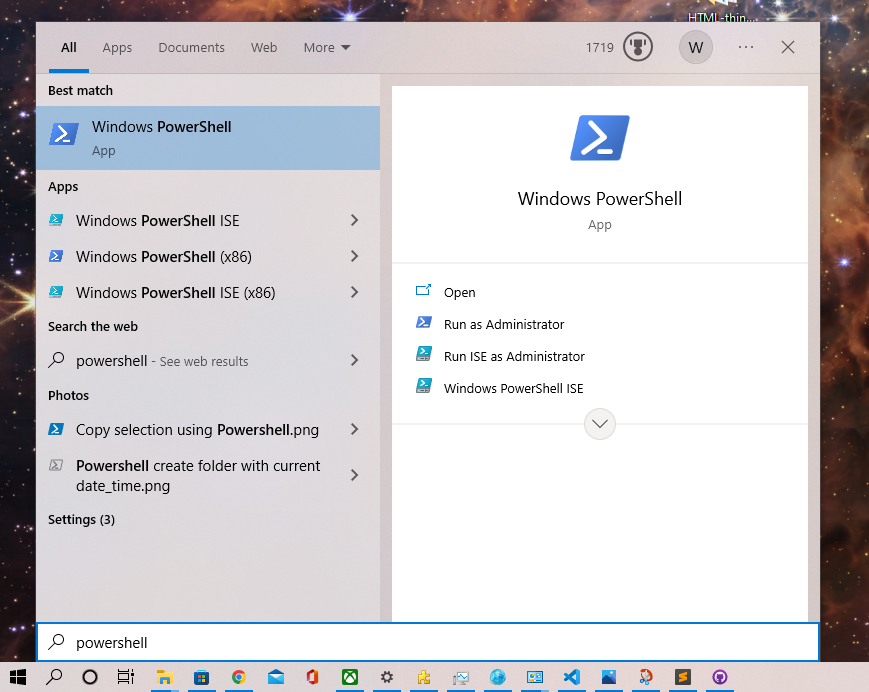 HTML-thin...
All Apps Documents Web More 1719 W ...
Best match
Windows PowerShell
App
Apps
Windows PowerShell ISE
Windows PowerShell (x86)
Windows PowerShell ISE (x86)
Search the web
powershell - See web results
Photos
Copy selection using Powershell.png
Powershell create folder with current
date_time.png
Settings (3)
Windows PowerShell
App
Open
Run as Administrator
Run ISE as Administrator
Windows PowerShell ISE
powershell